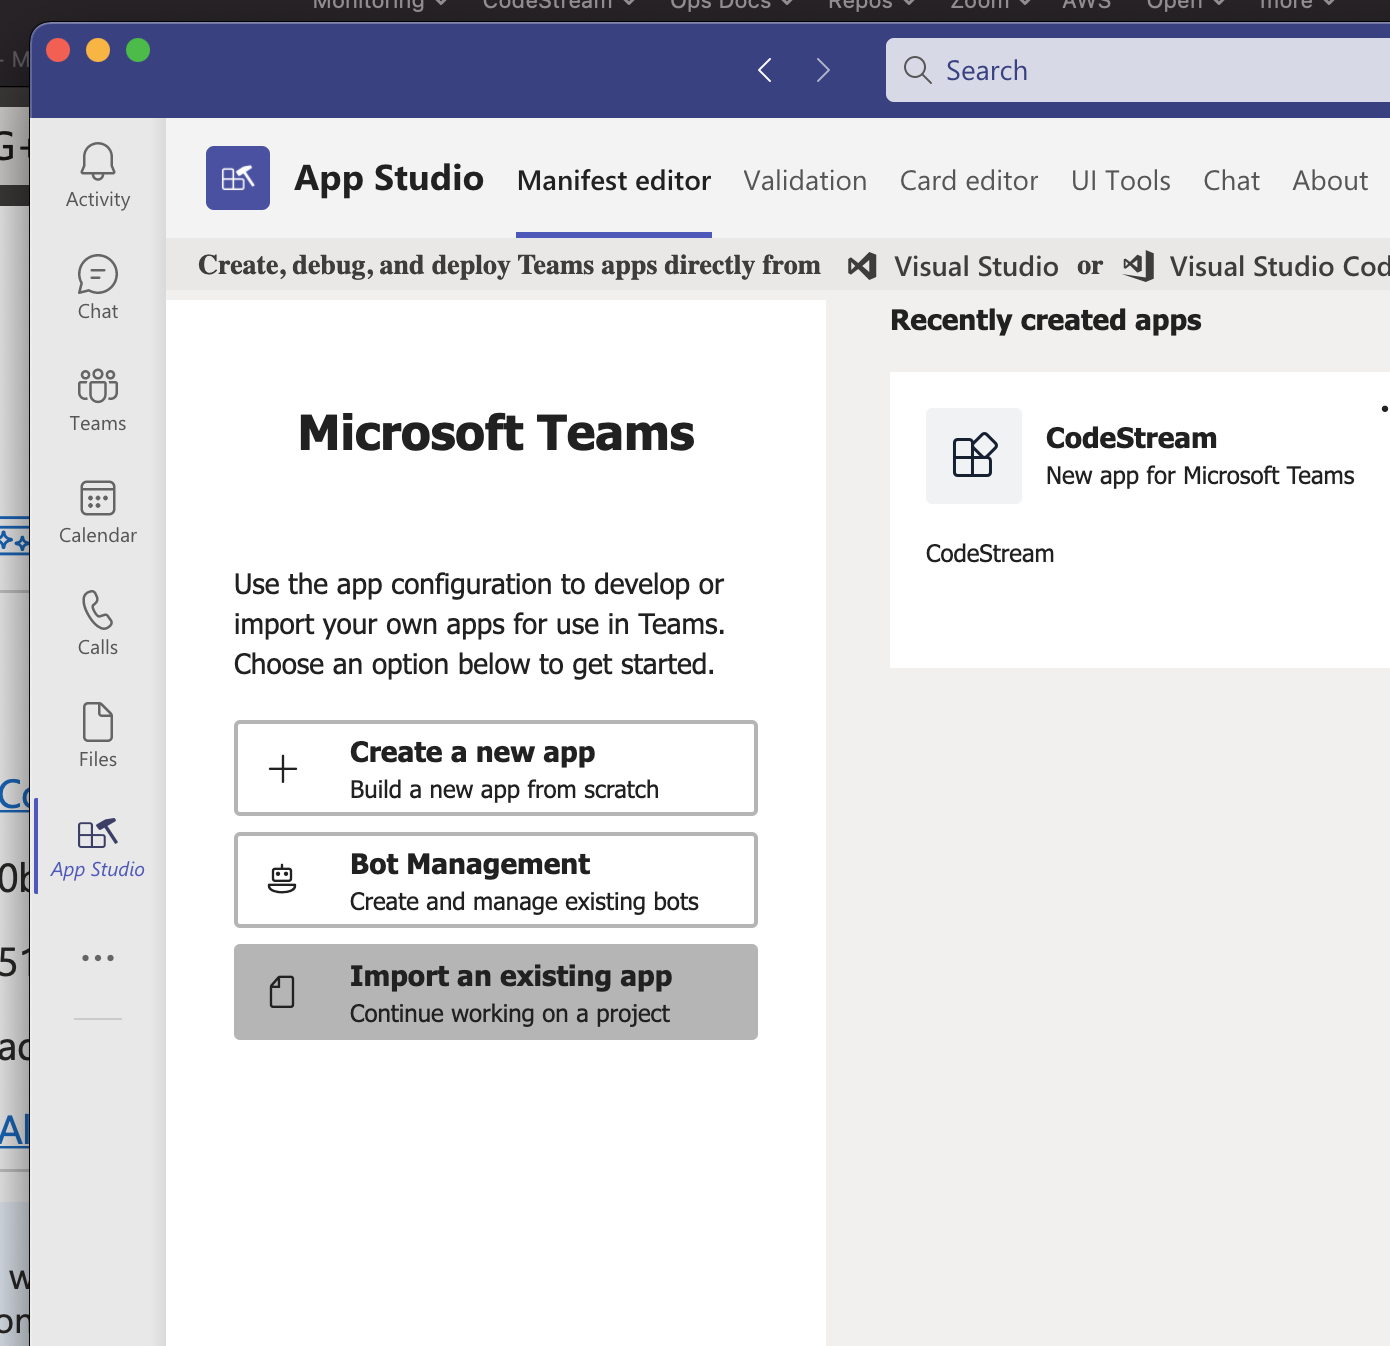 Monitoring
CodeStream
Ops Docs
Repos
Zoom
AWS
Open
more
Search
Activity
Chat
Teams
Calendar
Calls
Files
App Studio
App Studio
Manifest editor
Validation
Card editor
UI Tools
Chat
About
Create, debug, and deploy Teams apps directly from Visual Studio or Visual Studio Cod
Microsoft Teams
Use the app configuration to develop or
import your own apps for use in Teams.
Choose an option below to get started.
Create a new app
Build a new app from scratch
Bot Management
Create and manage existing bots
Import an existing app
Continue working on a project
Recently created apps
CodeStream
New app for Microsoft Teams
CodeStream